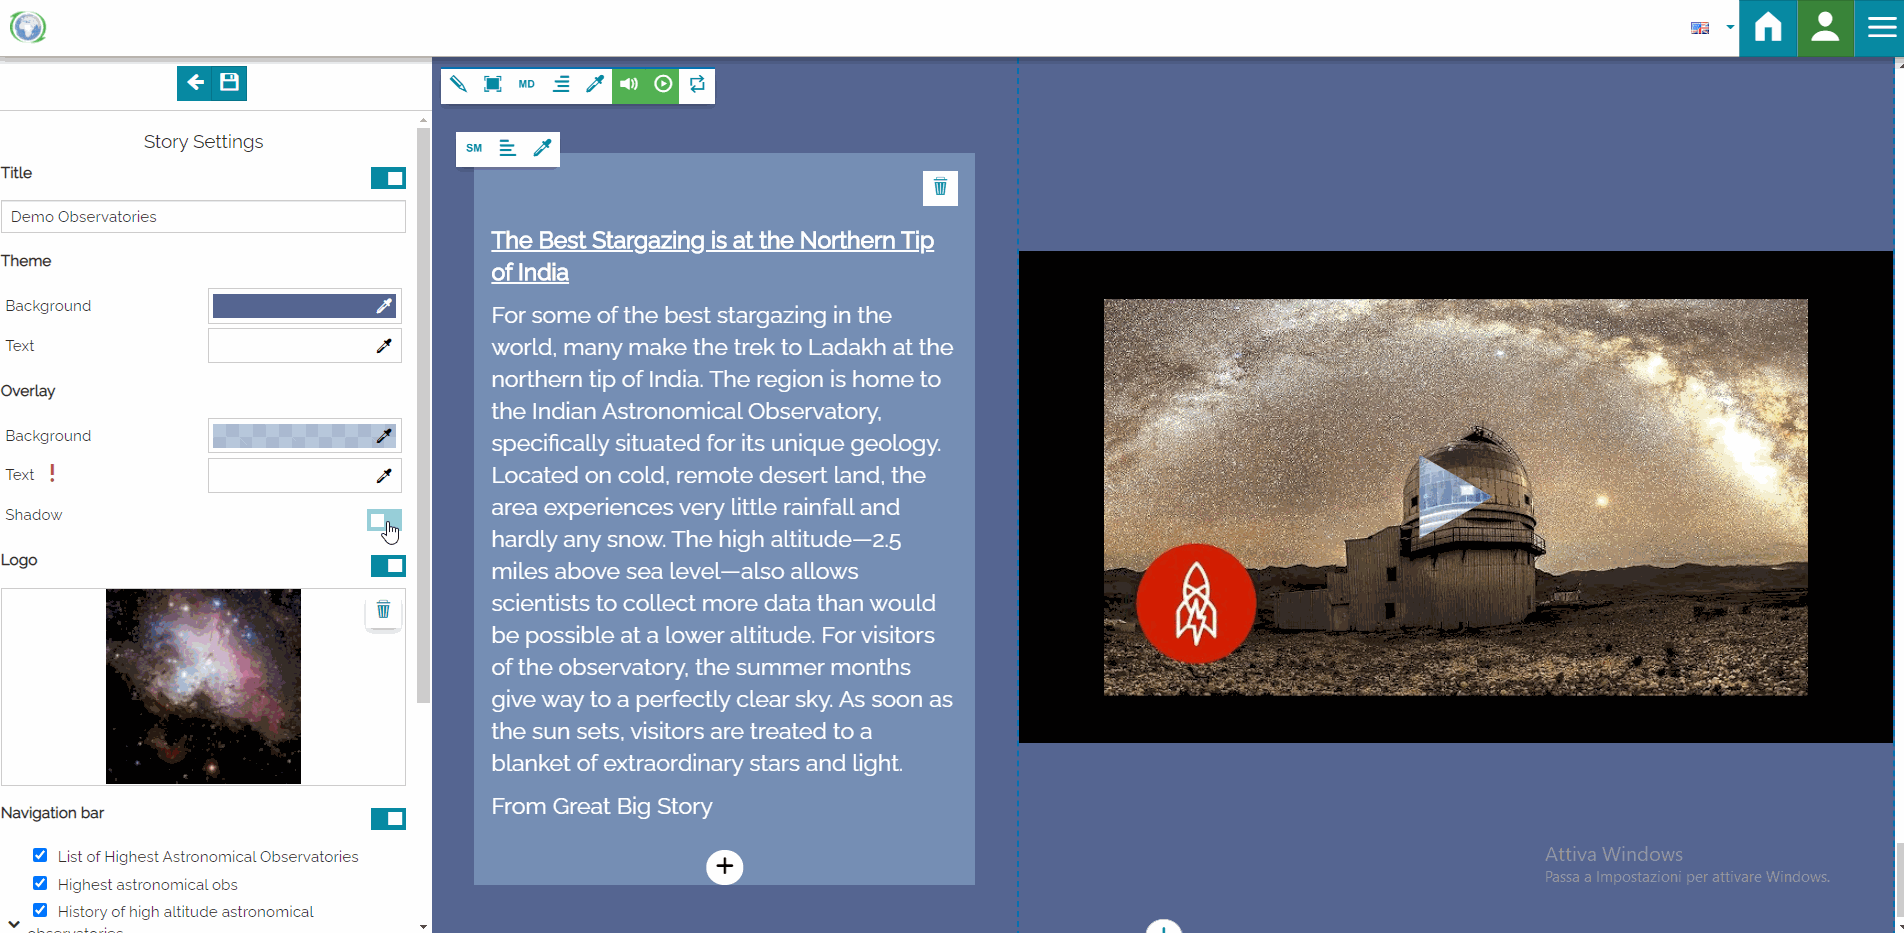 Story Settings
Title
Demo Observatories
Theme
Background
Text
Overlay
Background
Text !
Shadow
Logo
Navigation bar
List of Highest Astronomical Observatories
Highest astronomical obs
History of high altitude astronomical
observatories
MD
SM
The Best Stargazing is at the Northern Tip
of India
For some of the best stargazing in the
world, many make the trek to Ladakh at the
northern tip of India. The region is home to
the Indian Astronomical Observatory,
specifically situated for its unique geology.
Located on cold, remote desert land, the
area experiences very little rainfall and
hardly any snow. The high altitude—2.5
miles above sea level—also allows
scientists to collect more data than would
be possible at a lower altitude. For visitors
of the observatory, the summer months
give way to a perfectly clear sky. As soon as
the sun sets, visitors are treated to a
blanket of extraordinary stars and light.
From Great Big Story
Attiva Windows
Passa a Impostazioni per attivare Windows.